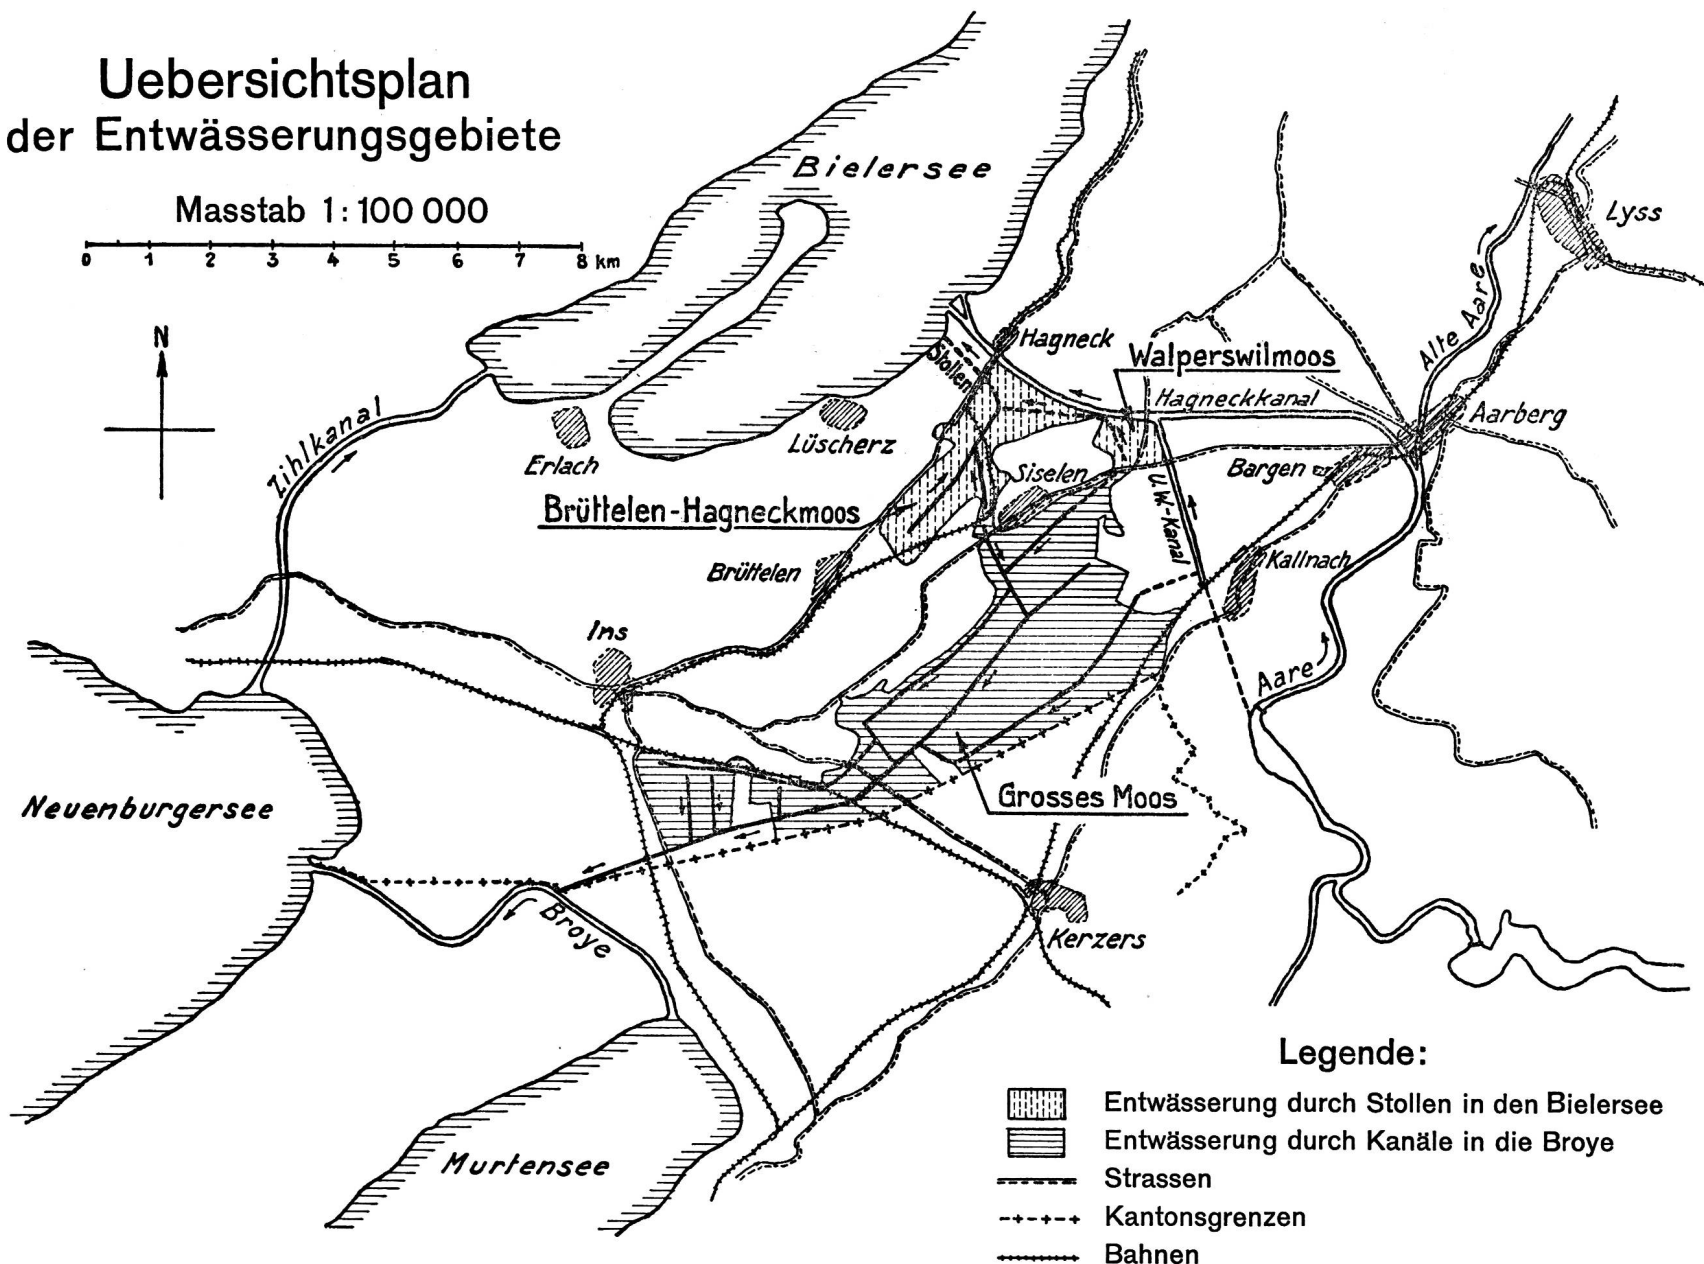 Uebersichtsplan
der Entwässerungsgebiete
Masstab 1:100 000
0 1 2 3 4 5 6 7 8 km
N
Bielersee
Lyss
Alte Aare
Hagneck
Stollen
Walperswilmoos
Hagneckkanal
Aarberg
Zihlkanal
Erlach
Lüscherz
Siselen
Bargen
Brüttelen-Hagneckmoos
U.W.-Kanal
Brüttelen
Kallnach
Ins
Aare
Neuenburgersee
Grosses Moos
Broye
Kerzers
Murtensee
Legende:
Entwässerung durch Stollen in den Bielersee
Entwässerung durch Kanäle in die Broye
Strassen
Kantonsgrenzen
Bahnen